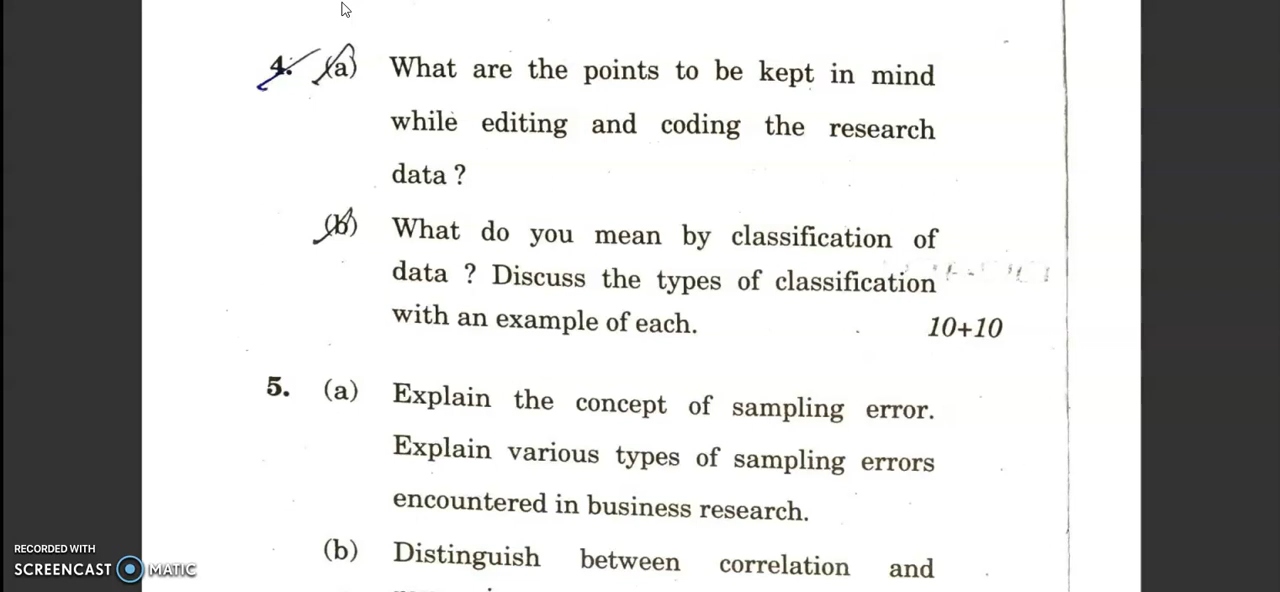 4. (a) What are the points to be kept in mind
while editing and coding the research
data ?
(b) What do you mean by classification of
data ? Discuss the types of classification
with an example of each. 10+10
5. (a) Explain the concept of sampling error.
Explain various types of sampling errors
encountered in business research.
(b) Distinguish between correlation and
RECORDED WITH
SCREENCAST MATIC